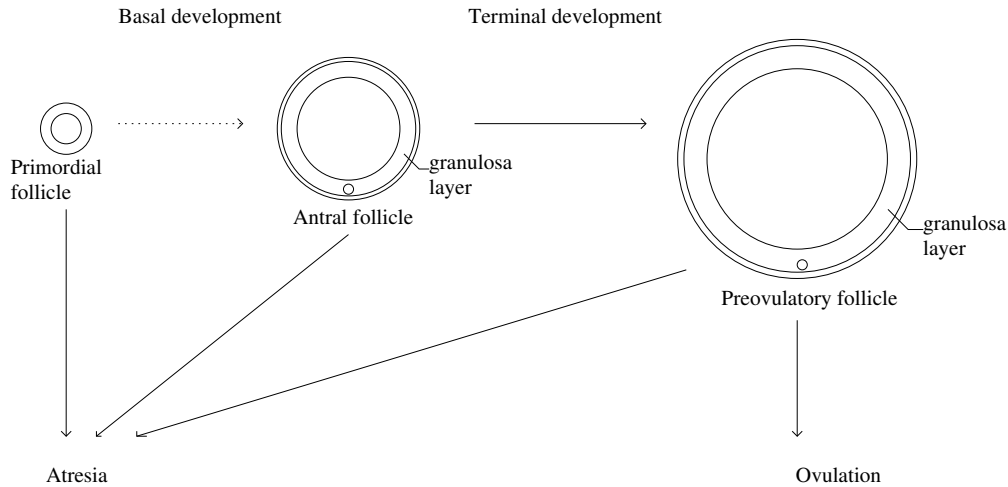 Basal development
Terminal development
Primordial
follicle
granulosa
layer
Antral follicle
granulosa
layer
Preovulatory follicle
Atresia
Ovulation